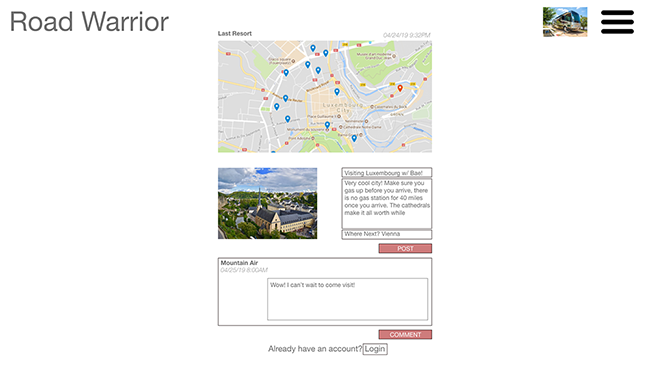 Road Warrior
Last Resort
04/24/19 9:32PM
Luxembourg
City
Visiting Luxembourg w/ Bae!
Very cool city! Make sure you
gas up before you arrive, there
is no gas station for 40 miles
once you arrive. The cathedrals
make it all worth while
Where Next? Vienna
POST
Mountain Air
04/25/19 8:00AM
Wow! I can't wait to come visit!
COMMENT
Already have an account? Login